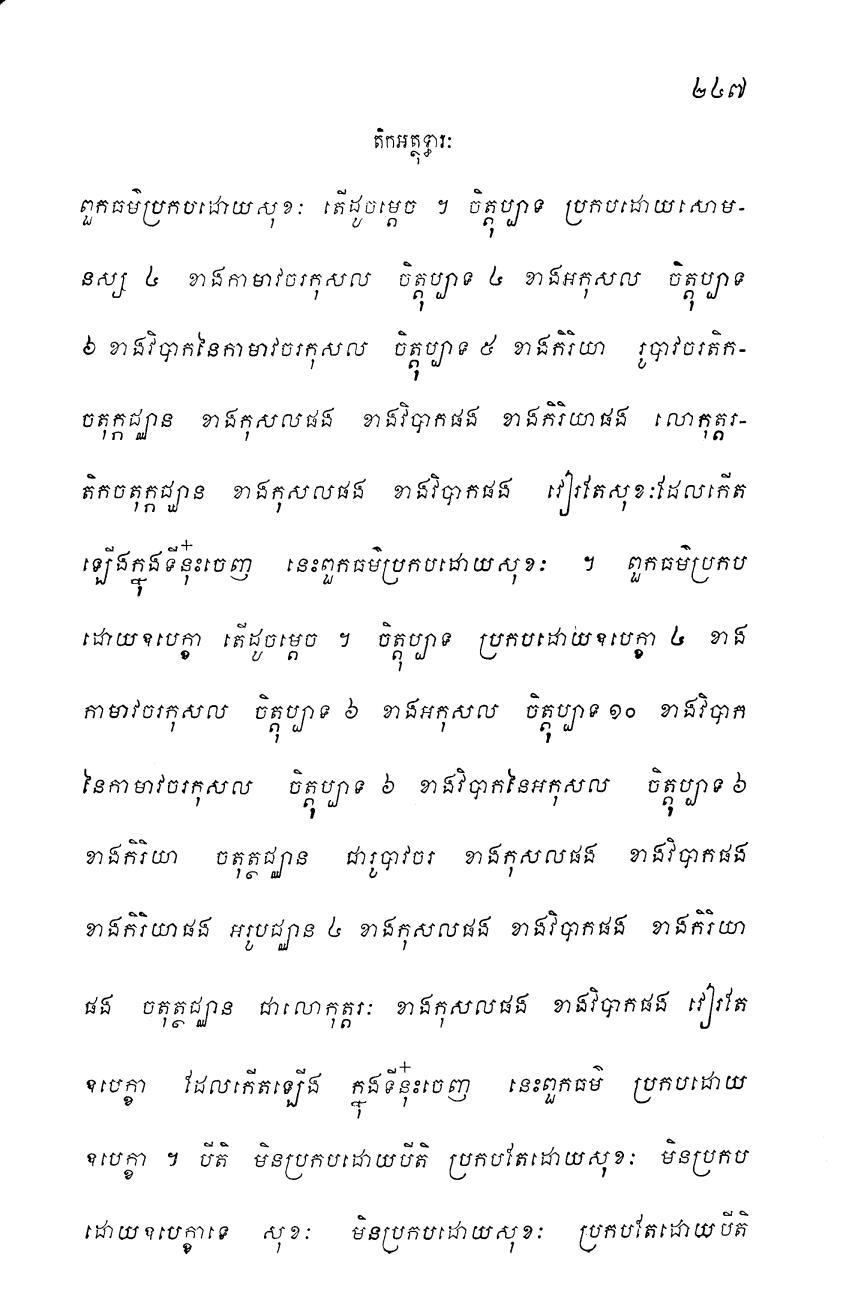 ២៤៧
តិកអត្ថុទ្ធារៈ
ពួកធម៌ប្រកបដោយសុខៈ តើដូចម្តេច ។ ចិត្តុប្បាទ ប្រកបដោយសោម-
នស្ស ៤ ខាងកាមាវចរកុសល ចិត្តុប្បាទ ៤ ខាងអកុសល ចិត្តុប្បាទ
៦ ខាងវិបាកនៃកាមាវចរកុសល ចិត្តុប្បាទ ៥ ខាងកិរិយា រូបាវចរតិក-
ចតុក្កជ្ឈាន ខាងកុសលផង ខាងវិបាកផង ខាងកិរិយាផង លោកុត្តរ-
តិកចតុក្កជ្ឈាន ខាងកុសលផង ខាងវិបាកផង វៀរតែសុខៈដែលកើត
ឡើងក្នុងទីនុ៎ះចេញ នេះពួកធម៌ប្រកបដោយសុខៈ ។ ពួកធម៌ប្រកប
ដោយឧបេក្ខា តើដូចម្តេច ។ ចិត្តុប្បាទ ប្រកបដោយឧបេក្ខា ៤ ខាង
កាមាវចរកុសល ចិត្តុប្បាទ ៦ ខាងអកុសល ចិត្តុប្បាទ ១០ ខាងវិបាក
នៃកាមាវចរកុសល ចិត្តុប្បាទ ៦ ខាងវិបាកនៃអកុសល ចិត្តុប្បាទ ៦
ខាងកិរិយា ចតុត្ថជ្ឈាន ជារូបាវចរ ខាងកុសលផង ខាងវិបាកផង
ខាងកិរិយាផង អរូបជ្ឈាន ៤ ខាងកុសលផង ខាងវិបាកផង ខាងកិរិយា
ផង ចតុត្ថជ្ឈាន ជាលោកុត្តរៈ ខាងកុសលផង ខាងវិបាកផង វៀរតែ
ឧបេក្ខា ដែលកើតឡើង ក្នុងទីនុ៎ះចេញ នេះពួកធម៌ ប្រកបដោយ
ឧបេក្ខា ។ បីតិ មិនប្រកបដោយបីតិ ប្រកបតែដោយសុខៈ មិនប្រកប
ដោយឧបេក្ខាទេ សុខៈ មិនប្រកបដោយសុខៈ ប្រកបតែដោយបីតិ